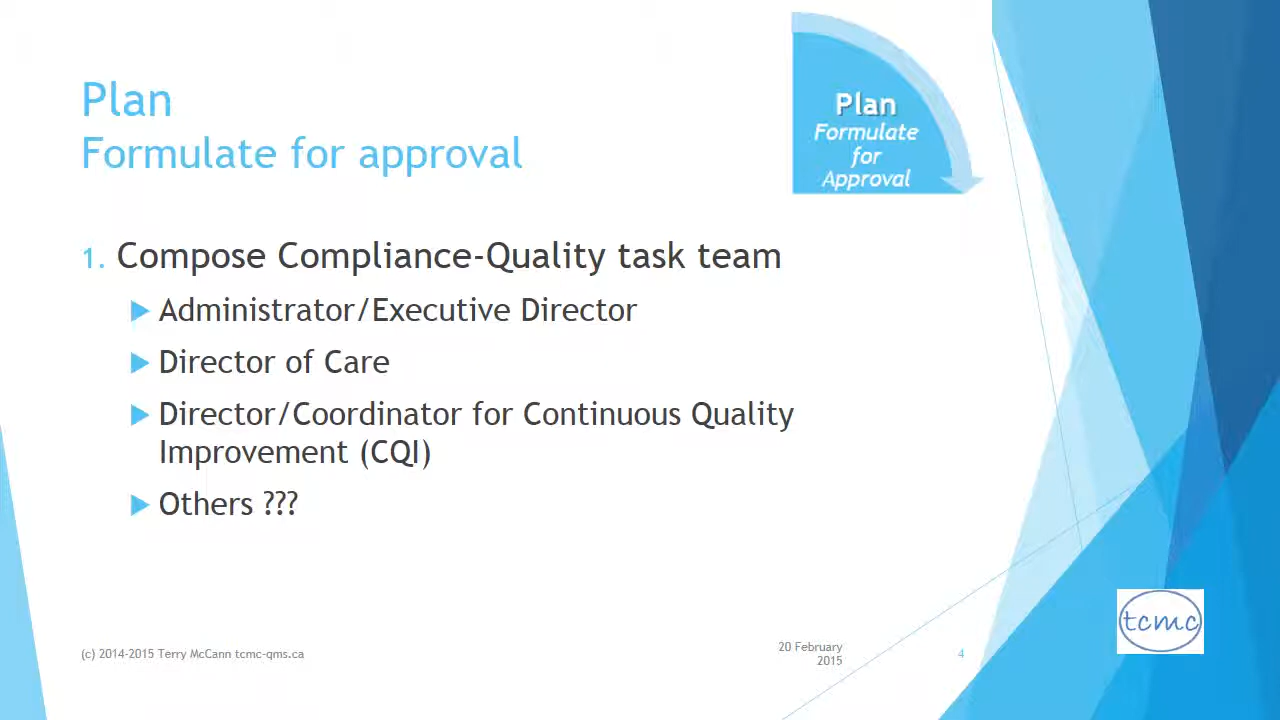 Plan
Formulate for approval
Plan
Formulate
for
Approval
1. Compose Compliance-Quality task team
Administrator/Executive Director
Director of Care
Director/Coordinator for Continuous Quality
Improvement (CQI)
Others ???
(c) 2014-2015 Terry McCann tcmc-qms.ca
20 February
2015
4
tcmc